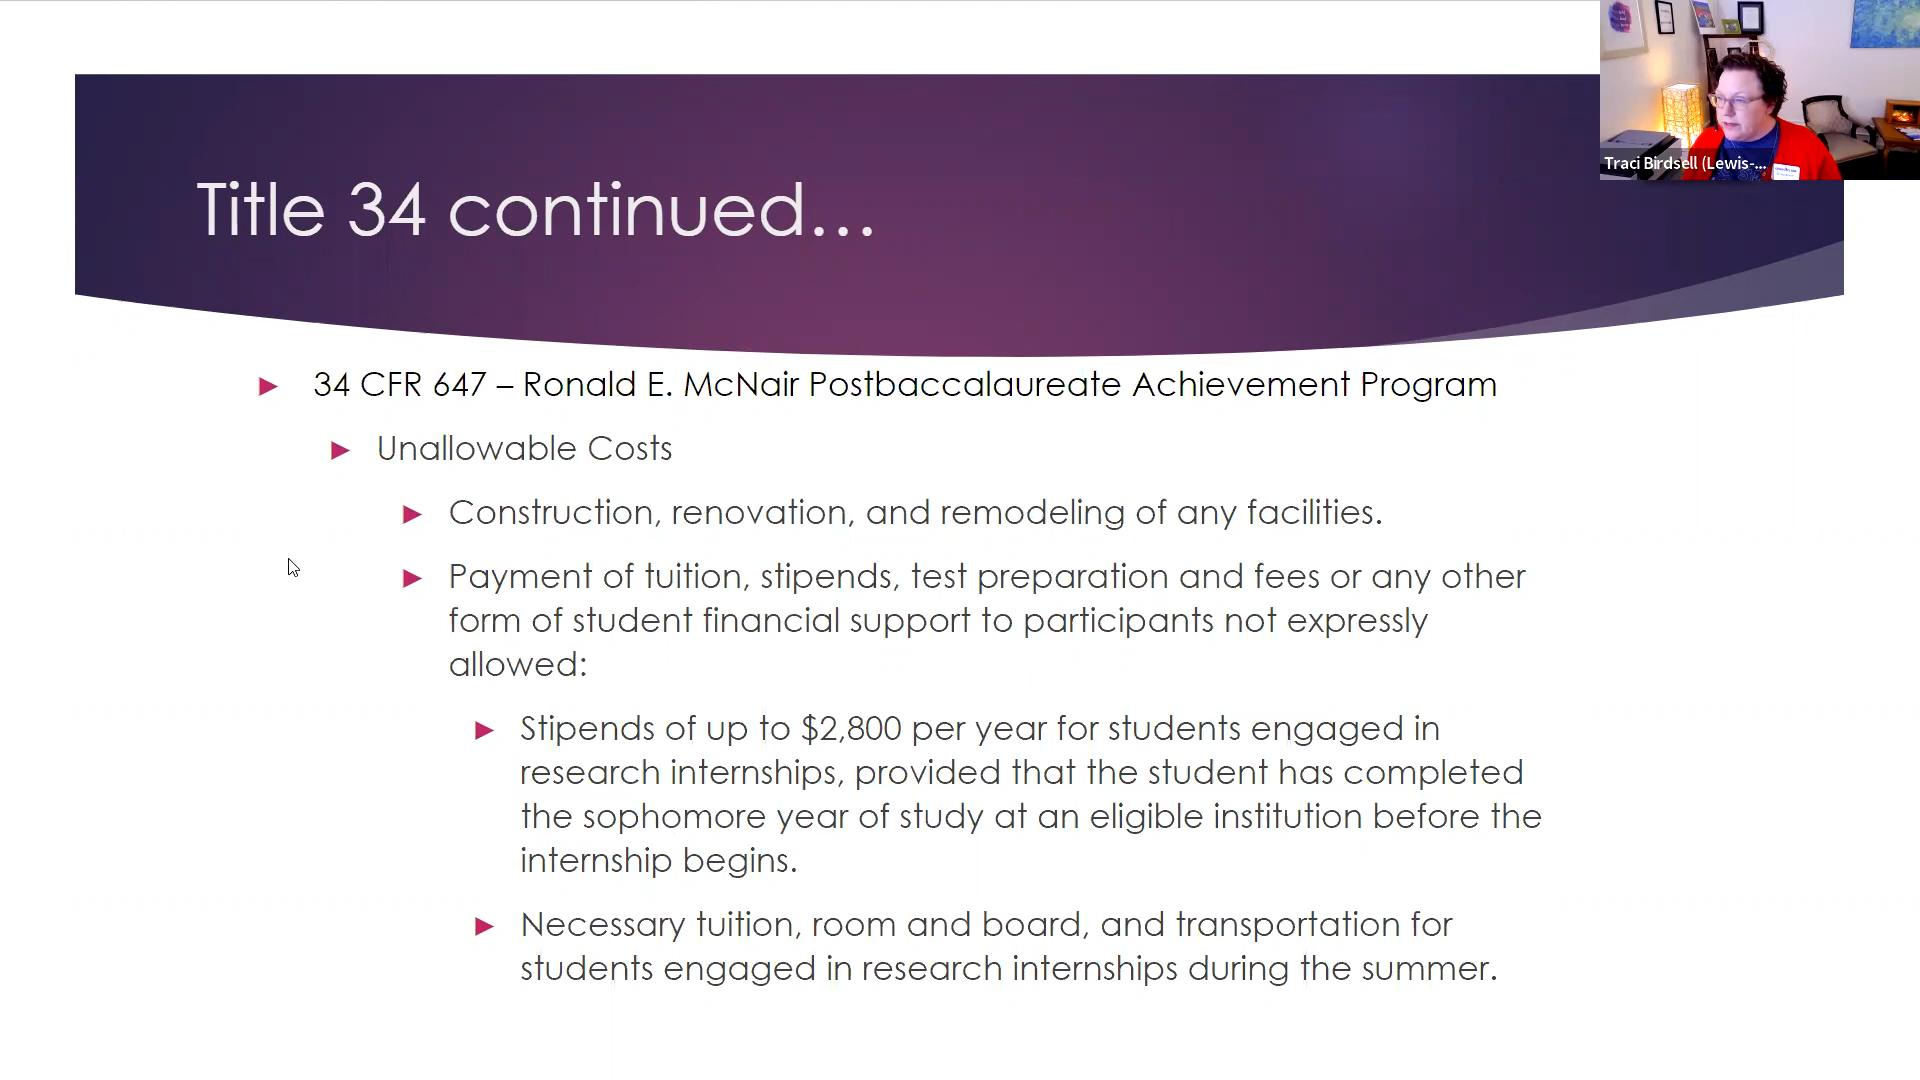 Traci Birdsell (Lewis-...
Title 34 continued...
34 CFR 647 – Ronald E. McNair Postbaccalaureate Achievement Program
Unallowable Costs
Construction, renovation, and remodeling of any facilities.
Payment of tuition, stipends, test preparation and fees or any other
form of student financial support to participants not expressly
allowed:
Stipends of up to $2,800 per year for students engaged in
research internships, provided that the student has completed
the sophomore year of study at an eligible institution before the
internship begins.
Necessary tuition, room and board, and transportation for
students engaged in research internships during the summer.